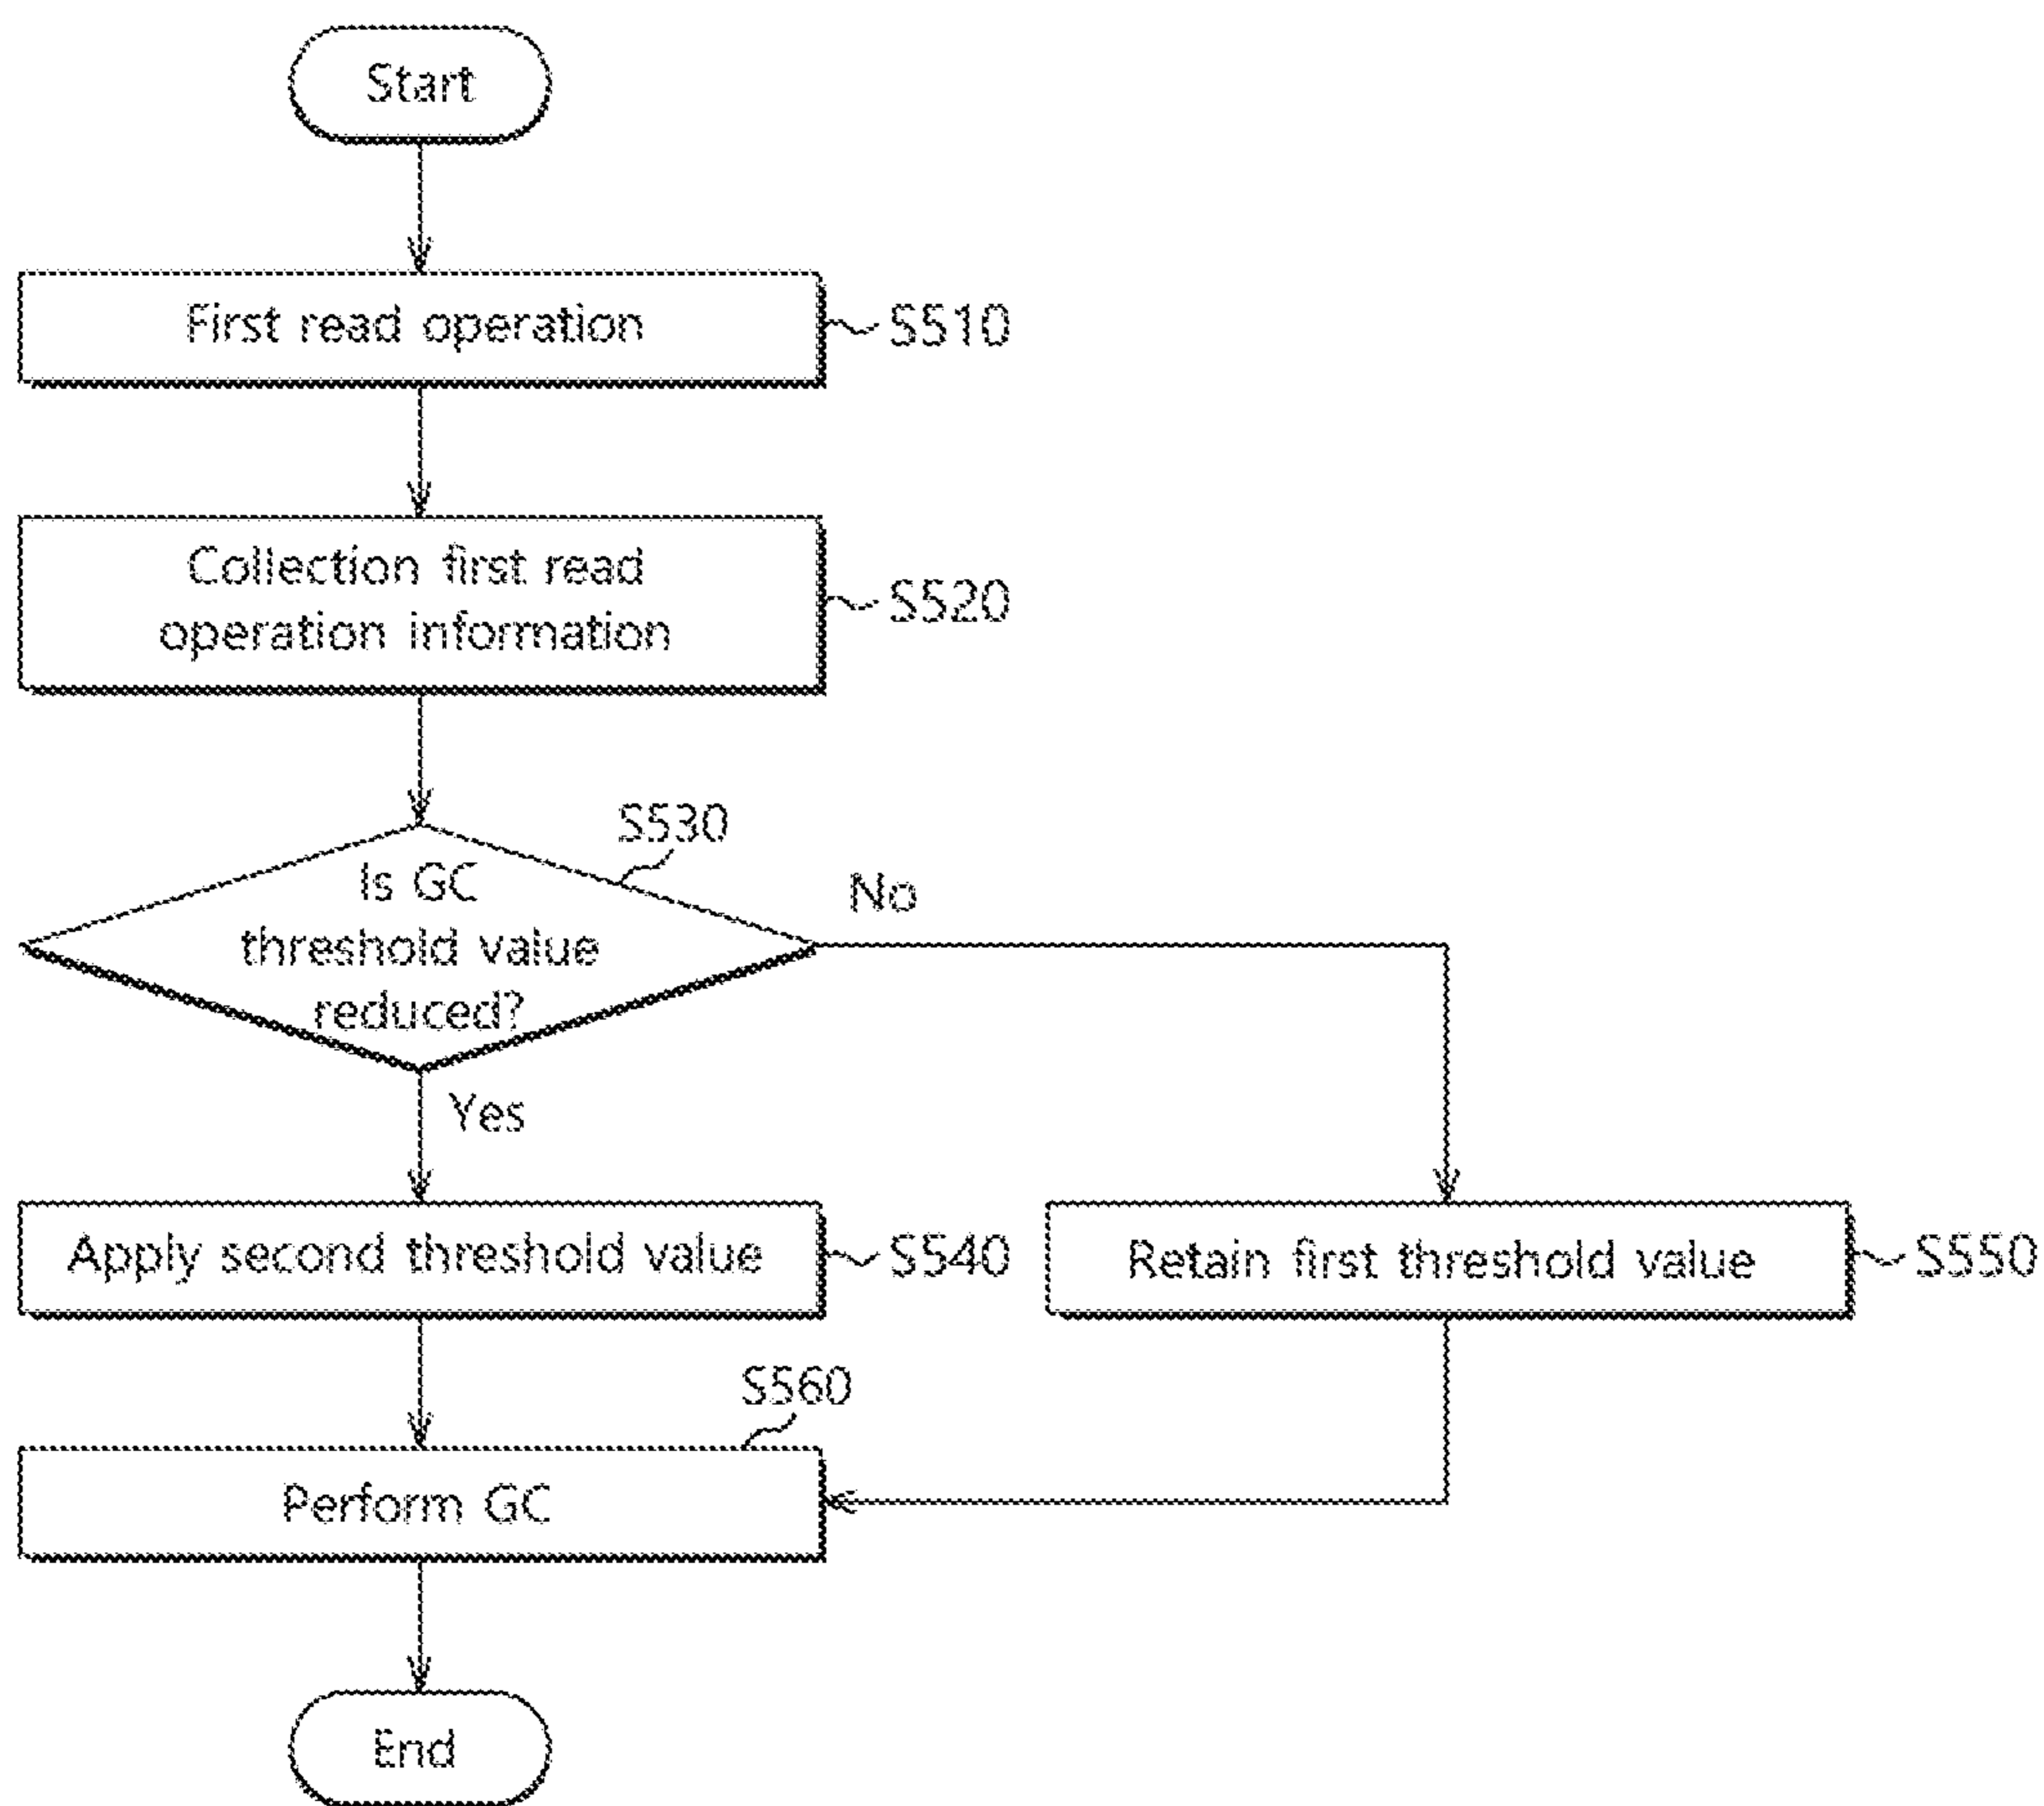 Start
First read operation
S510
Collection first read
operation information
S520
S530
Is GC
threshold value
reduced?
No
Yes
Apply second threshold value
S540
Retain first threshold value
S550
S560
Perform GC
End